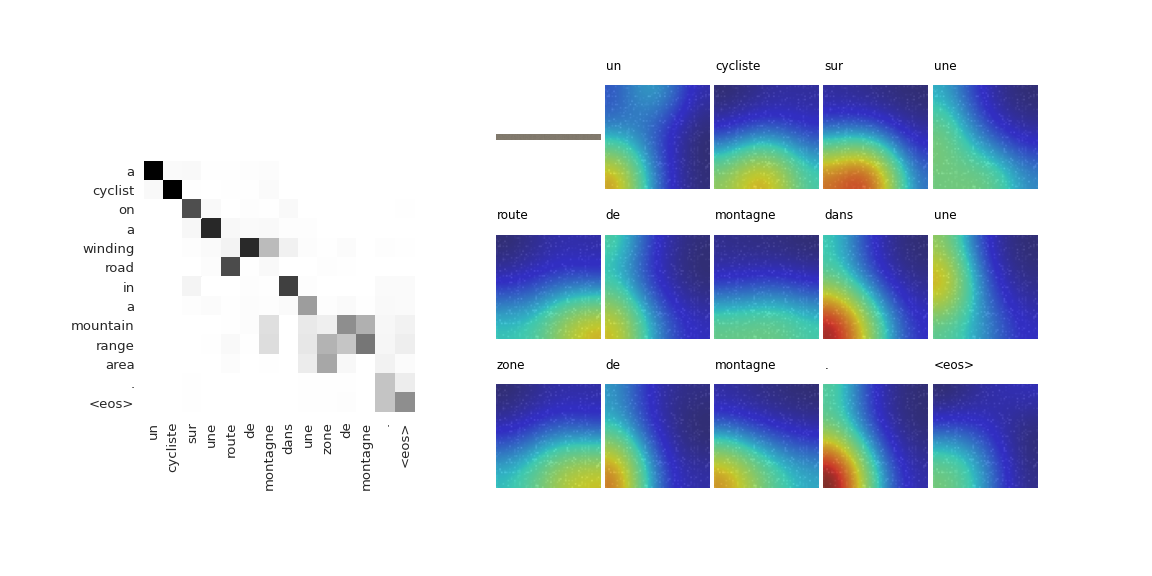 a
cyclist
on
a
winding
road
in
a
mountain
range
area
.
<eos>
un
cycliste
sur
une
route
de
montagne
dans
une
zone
de
montagne
.
<eos>
un cycliste sur une
route de montagne dans une
zone de montagne . <eos>